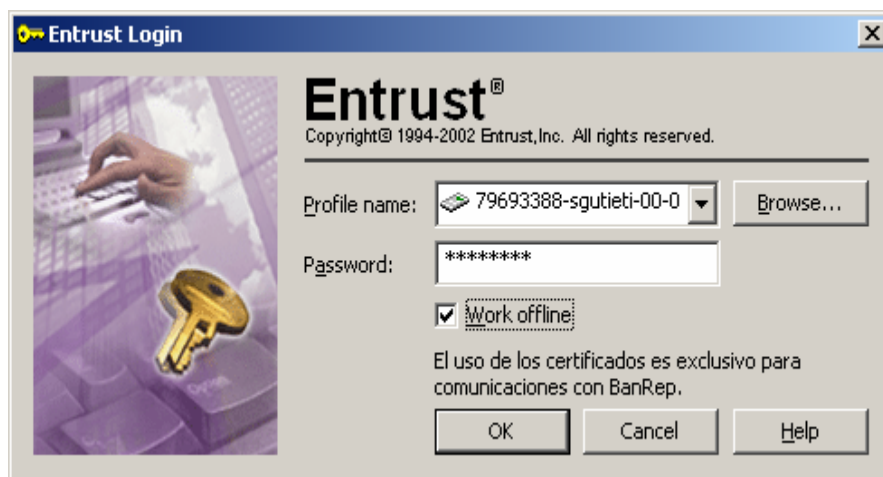 Entrust Login
Entrust®
Copyright© 1994-2002 Entrust, Inc. All rights reserved.
Profile name: 79693388-sgutieti-00-0 Browse...
Password: ********
Work offline
El uso de los certificados es exclusivo para
comunicaciones con BanRep.
OK Cancel Help